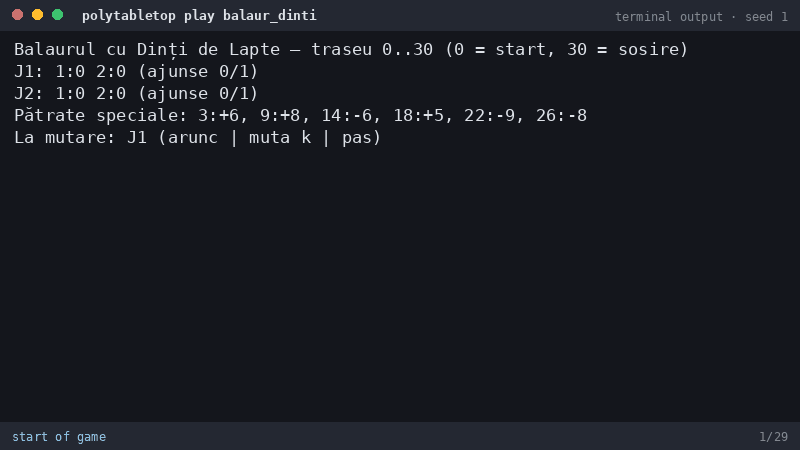 polytabletop play balaur_dinti
terminal output · seed 1
Balaurul cu Dinți de Lapte — traseu 0..30 (0 = start, 30 = sosire)
J1: 1:0 2:0 (ajunse 0/1)
J2: 1:0 2:0 (ajunse 0/1)
Pătrate speciale: 3:+6, 9:+8, 14:-6, 18:+5, 22:-9, 26:-8
La mutare: J1 (arunc | muta k | pas)
start of game
1/29